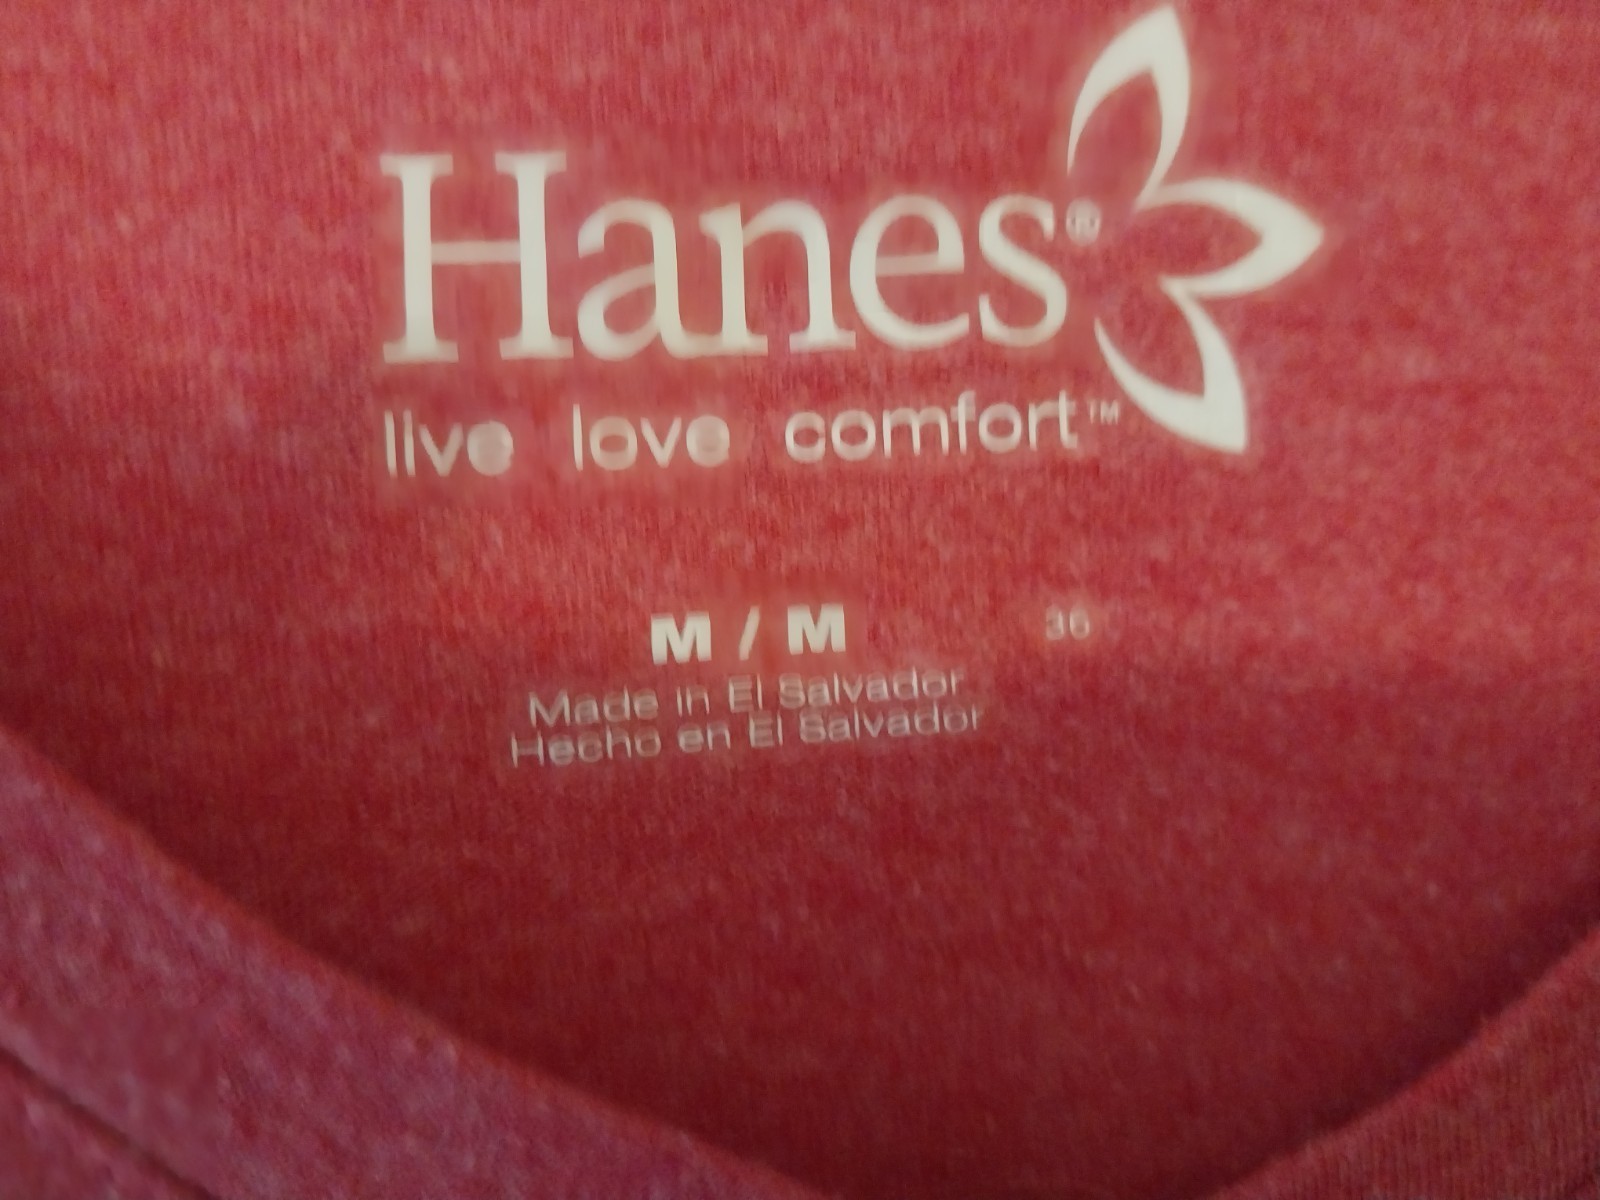 Hanes®
live love comfort™
M / M 36
Made in El Salvador
Hecho en El Salvador